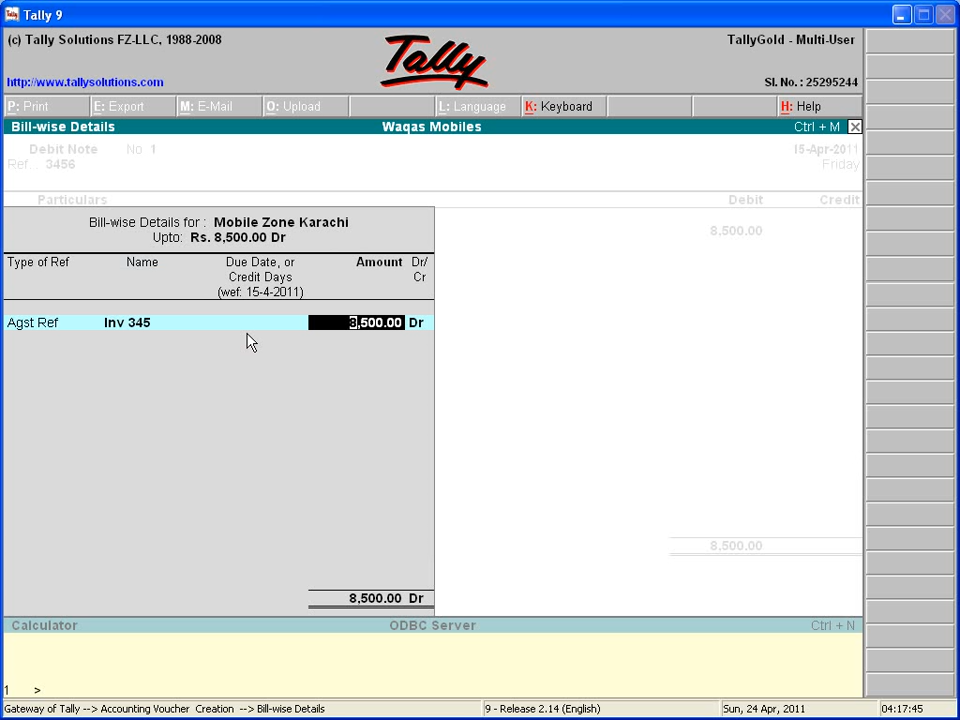 Tally 9
(c) Tally Solutions FZ-LLC, 1988-2008
Tally
TallyGold - Multi-User
http://www.tallysolutions.com
Sl. No. : 25295244
P: Print E: Export M: E-Mail O: Upload L: Language K: Keyboard H: Help
Bill-wise Details Waqas Mobiles Ctrl + M
Debit Note No. 1 15-Apr-2011
Ref.. 3456 Friday
Particulars Debit Credit
Bill-wise Details for : Mobile Zone Karachi
Upto: Rs. 8,500.00 Dr
8,500.00
Type of Ref Name Due Date, or Amount Dr/
Credit Days Cr
(wef: 15-4-2011)
Agst Ref Inv 345 8,500.00 Dr
8,500.00
8,500.00 Dr
Calculator ODBC Server Ctrl + N
1 >
Gateway of Tally --> Accounting Voucher Creation --> Bill-wise Details 9 - Release 2.14 (English) Sun, 24 Apr, 2011 04:17:45